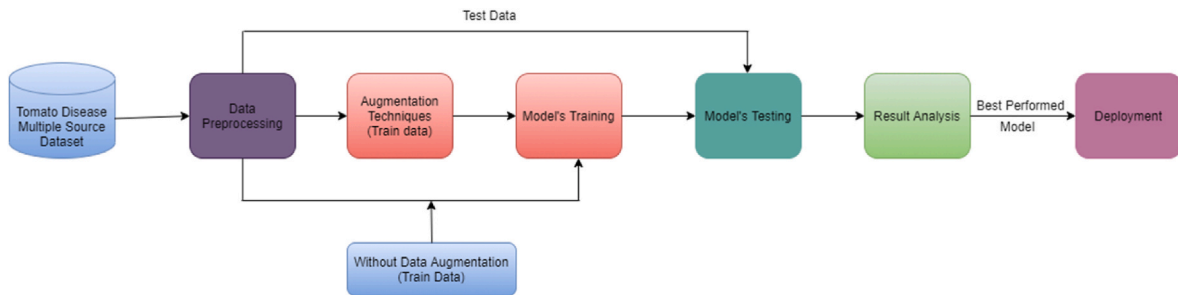 Test Data
Tomato Disease
Multiple Source
Dataset
Data
Preprocessing
Augmentation
Techniques
(Train data)
Model's Training
Model's Testing
Result Analysis
Best Performed
Model
Deployment
Without Data Augmentation
(Train Data)